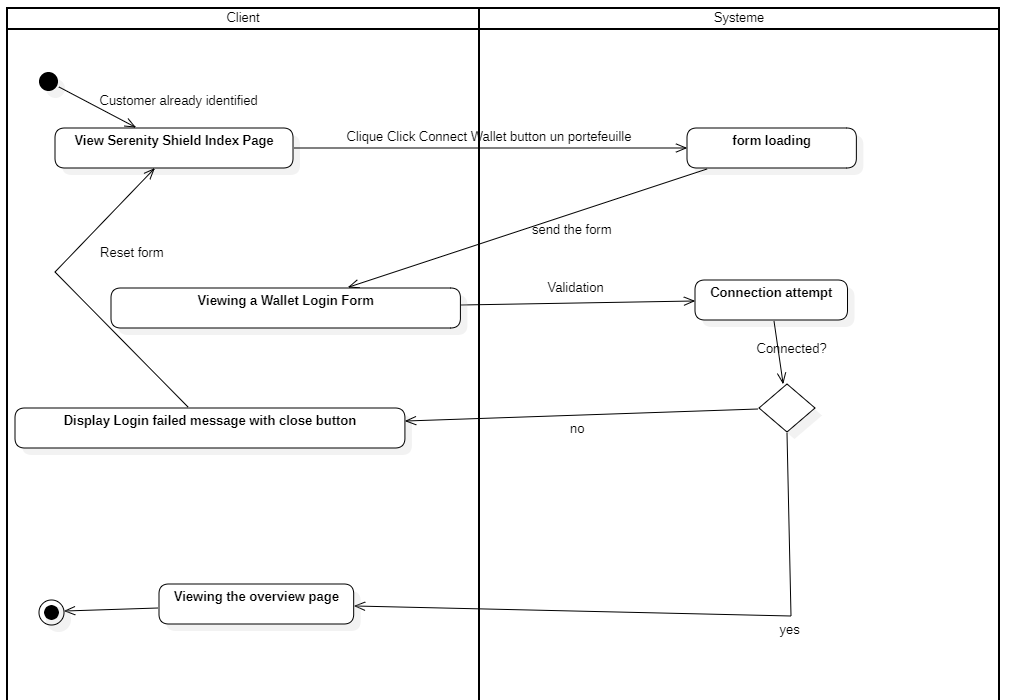 Client
Systeme
Customer already identified
View Serenity Shield Index Page
Clique Click Connect Wallet button un portefeuille
form loading
send the form
Reset form
Viewing a Wallet Login Form
Validation
Connection attempt
Connected?
Display Login failed message with close button
no
Viewing the overview page
yes